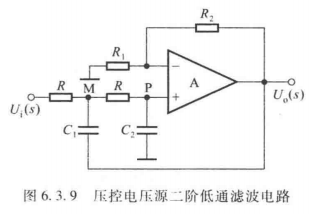 R₂
R₁
R
M
R
P
A
−
+
Uᵢ(s)
Uₒ(s)
C₁
C₂
图 6.3.9 压控电压源二阶低通滤波电路